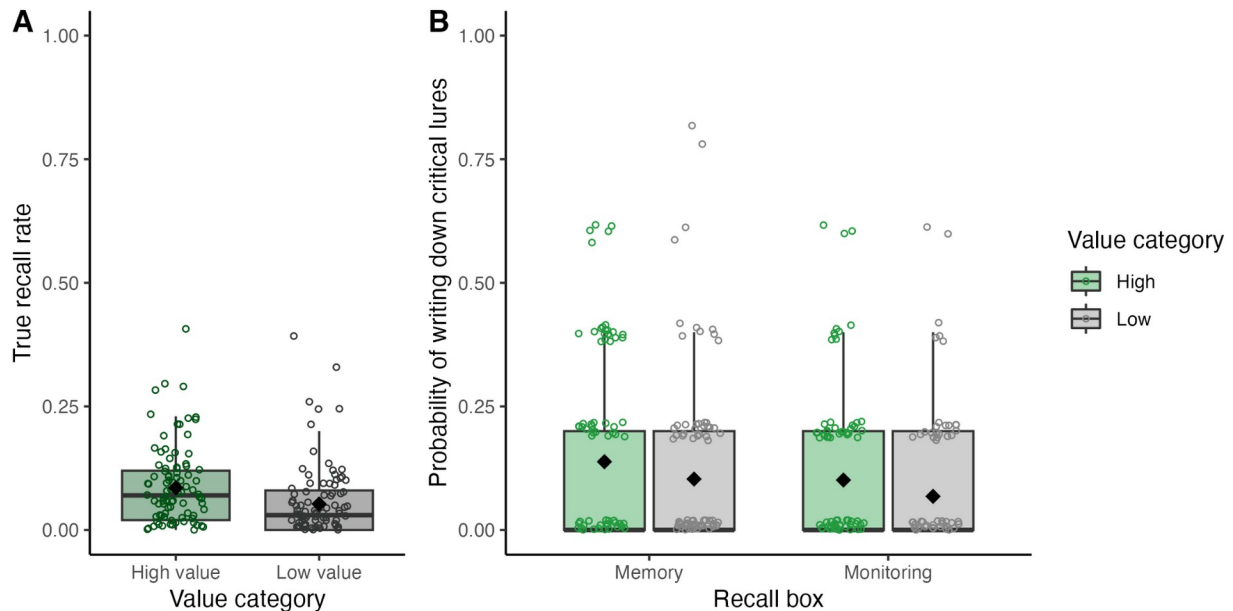 A
True recall rate
1.00
0.75
0.50
0.25
0.00
High value
Low value
Value category
B
Probability of writing down critical lures
1.00
0.75
0.50
0.25
0.00
Memory
Monitoring
Recall box
Value category
High
Low